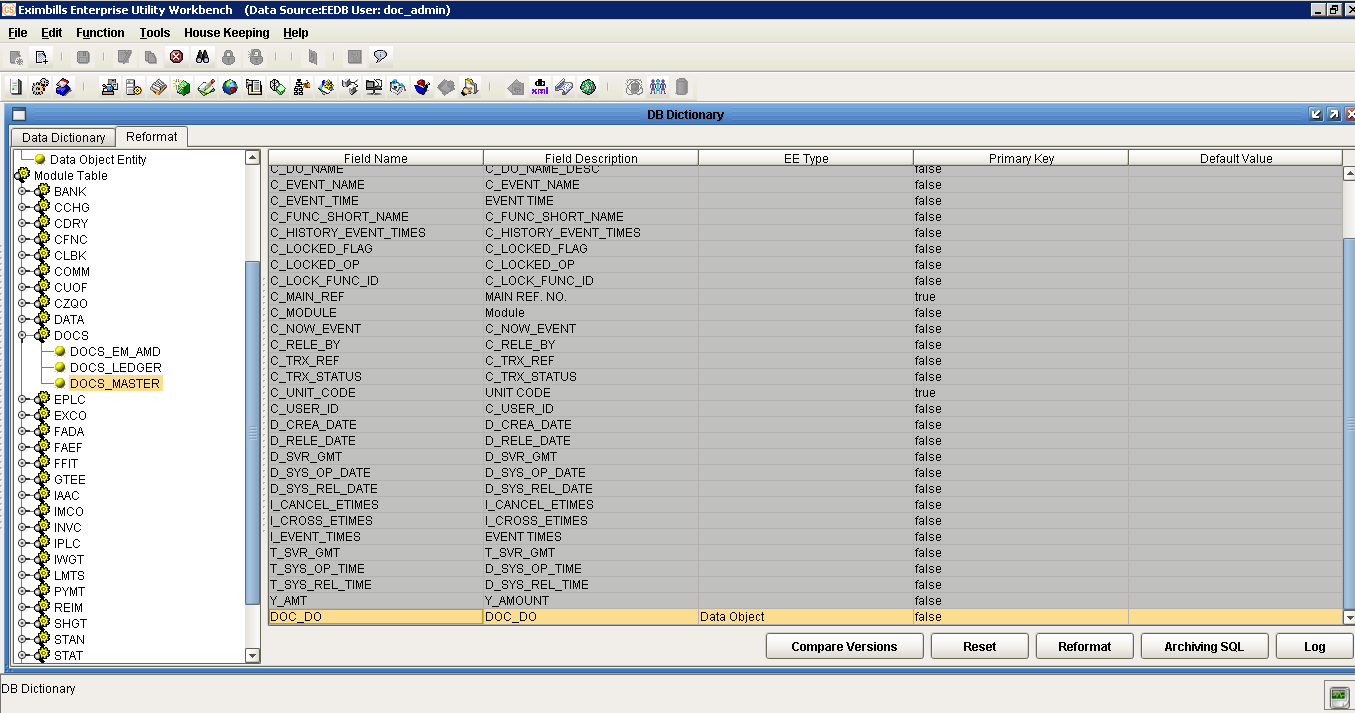 Eximbills Enterprise Utility Workbench (Data Source:EEDB User: doc_admin)
File Edit Function Tools House Keeping Help
xml
DB Dictionary
Data Dictionary Reformat
Data Object Entity
Module Table
BANK
CCHG
CDRY
CFNC
CLBK
COMM
CUOF
CZQO
DATA
DOCS
DOCS_EM_AMD
DOCS_LEDGER
DOCS_MASTER
EPLC
EXCO
FADA
FAEF
FFIT
GTEE
IAAC
IMCO
INVC
IPLC
IWGT
LMTS
PYMT
REIM
SHGT
STAN
STAT
Field Name Field Description EE Type Primary Key Default Value
C_DO_NAME C_DO_NAME_DESC false
C_EVENT_NAME C_EVENT_NAME false
C_EVENT_TIME EVENT TIME false
C_FUNC_SHORT_NAME C_FUNC_SHORT_NAME false
C_HISTORY_EVENT_TIMES C_HISTORY_EVENT_TIMES false
C_LOCKED_FLAG C_LOCKED_FLAG false
C_LOCKED_OP C_LOCKED_OP false
C_LOCK_FUNC_ID C_LOCK_FUNC_ID false
C_MAIN_REF MAIN REF. NO. true
C_MODULE Module false
C_NOW_EVENT C_NOW_EVENT false
C_RELE_BY C_RELE_BY false
C_TRX_REF C_TRX_REF false
C_TRX_STATUS C_TRX_STATUS false
C_UNIT_CODE UNIT CODE true
C_USER_ID C_USER_ID false
D_CREA_DATE D_CREA_DATE false
D_RELE_DATE D_RELE_DATE false
D_SVR_GMT D_SVR_GMT false
D_SYS_OP_DATE D_SYS_OP_DATE false
D_SYS_REL_DATE D_SYS_REL_DATE false
I_CANCEL_ETIMES I_CANCEL_ETIMES false
I_CROSS_ETIMES I_CROSS_ETIMES false
I_EVENT_TIMES EVENT TIMES false
T_SVR_GMT T_SVR_GMT false
T_SYS_OP_TIME D_SYS_OP_TIME false
T_SYS_REL_TIME D_SYS_REL_TIME false
Y_AMT Y_AMOUNT false
DOC_DO DOC_DO Data Object false
Compare Versions Reset Reformat Archiving SQL Log
DB Dictionary